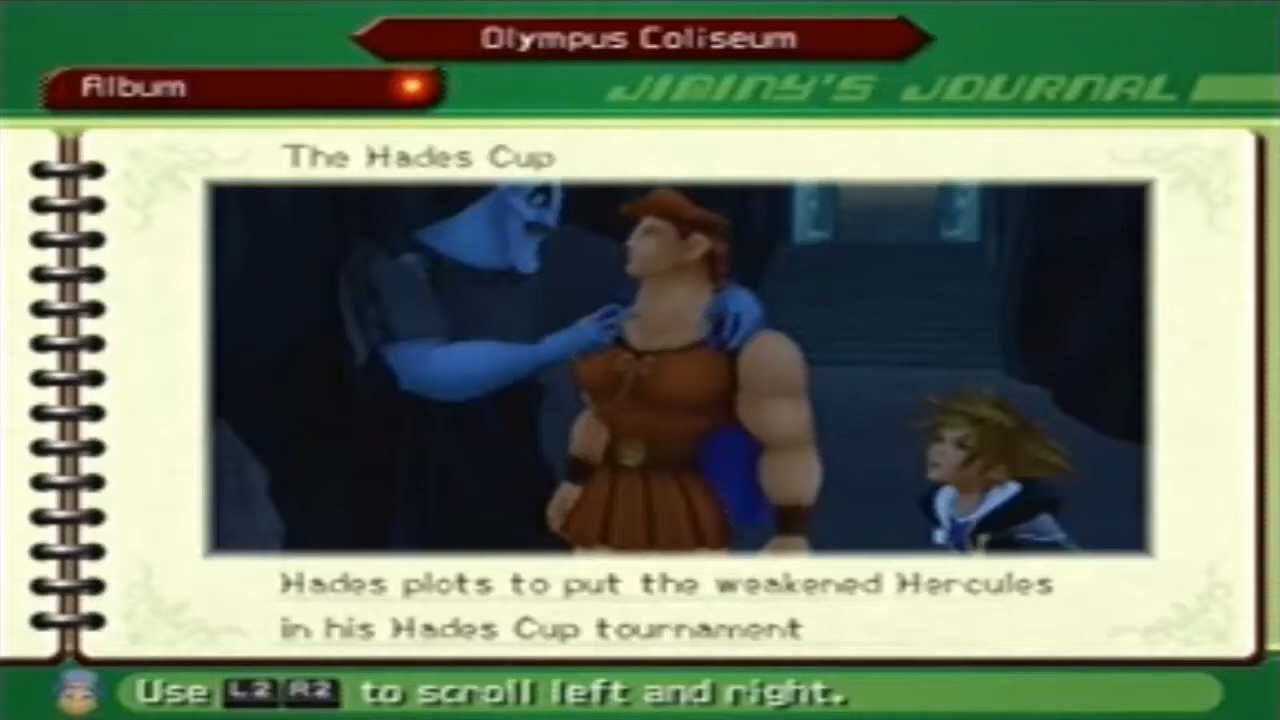 Olympus Coliseum
Album
JIMINY'S JOURNAL
The Hades Cup
Hades plots to put the weakened Hercules
in his Hades Cup tournament
Use L2 R2 to scroll left and right.